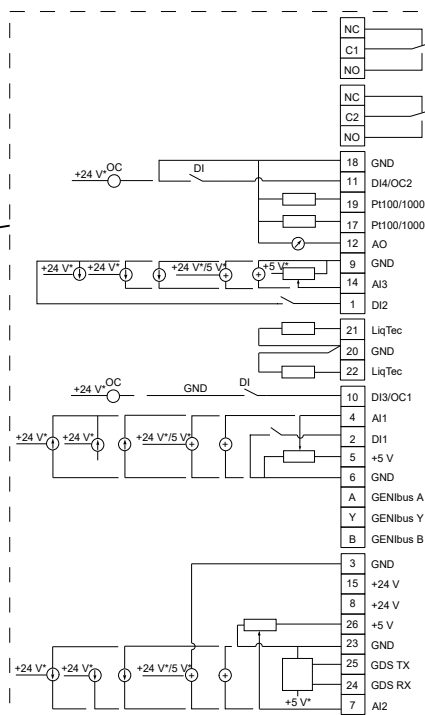 NC
C1
NO
NC
C2
NO
18 GND
+24 V* OC DI 11 DI4/OC2
19 Pt100/1000
17 Pt100/1000
12 AO
9 GND
+24 V* +24 V* +24 V*/5 V* +5 V*
14 AI3
1 DI2
21 LiqTec
20 GND
22 LiqTec
+24 V* OC GND DI 10 DI3/OC1
4 AI1
2 DI1
+24 V* +24 V* +24 V*/5 V*
5 +5 V
6 GND
A GENIbus A
Y GENIbus Y
B GENIbus B
3 GND
15 +24 V
8 +24 V
26 +5 V
23 GND
25 GDS TX
+24 V* +24 V* +24 V*/5 V*
24 GDS RX
+5 V* 7 AI2